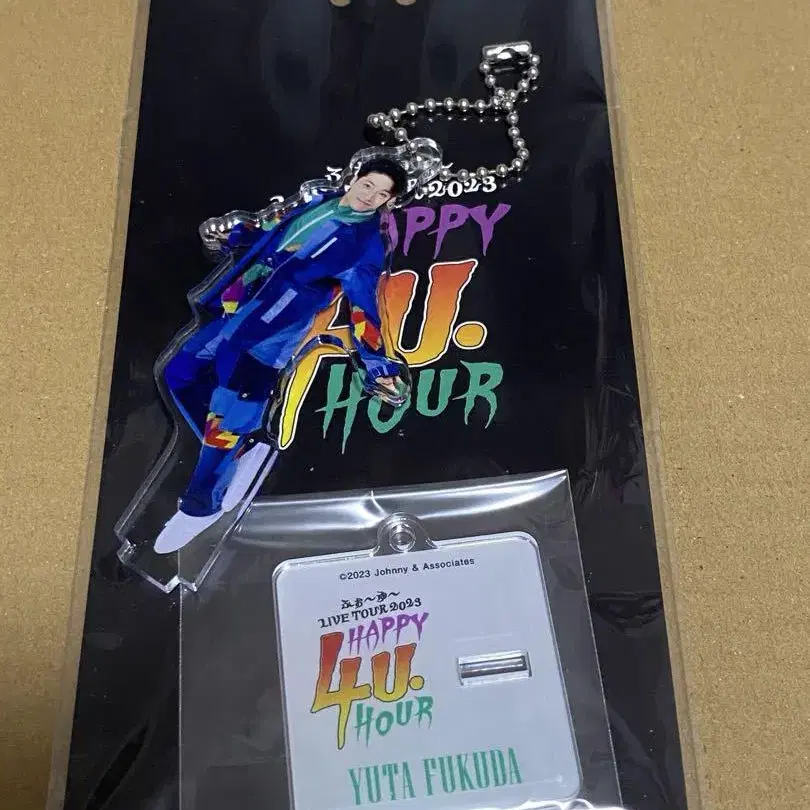 2023
HAPPY
4U.
HOUR
©2023 Johnny & Associates
ふぉ〜ゆ〜
LIVE TOUR 2023
HAPPY
4U.
HOUR
YUTA FUKUDA